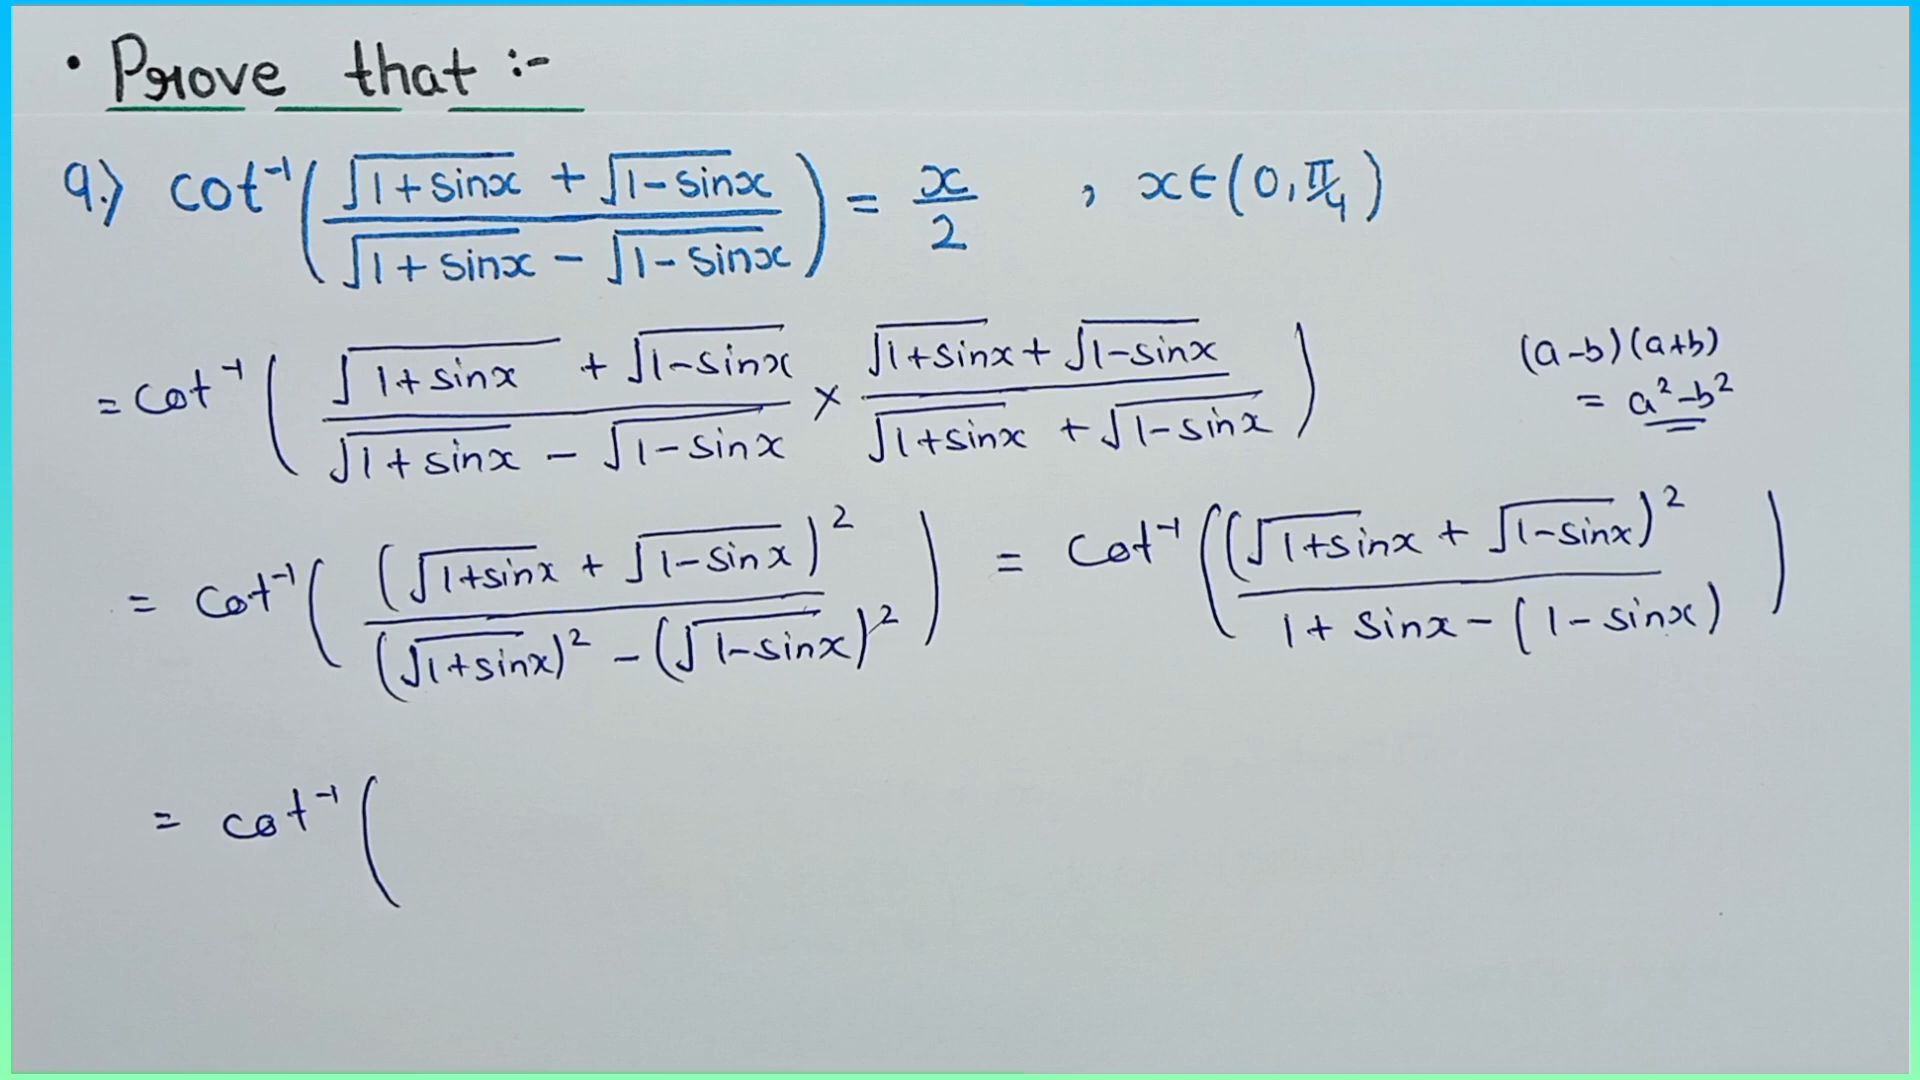 • Prove that :-
9.) cot⁻¹((√1+sinx + √1-sinx)/(√1+sinx - √1-sinx)) = x/2 , x∈(0,π/4)
= cot⁻¹((√1+sinx + √1-sinx)/(√1+sinx - √1-sinx) × (√1+sinx + √1-sinx)/(√1+sinx + √1-sinx))
(a-b)(a+b)
= a²-b²
= cot⁻¹((√1+sinx + √1-sinx)²/((√1+sinx)² - (√1-sinx)²)) = cot⁻¹((√1+sinx + √1-sinx)²/(1+sinx-(1-sinx)))
= cot⁻¹(